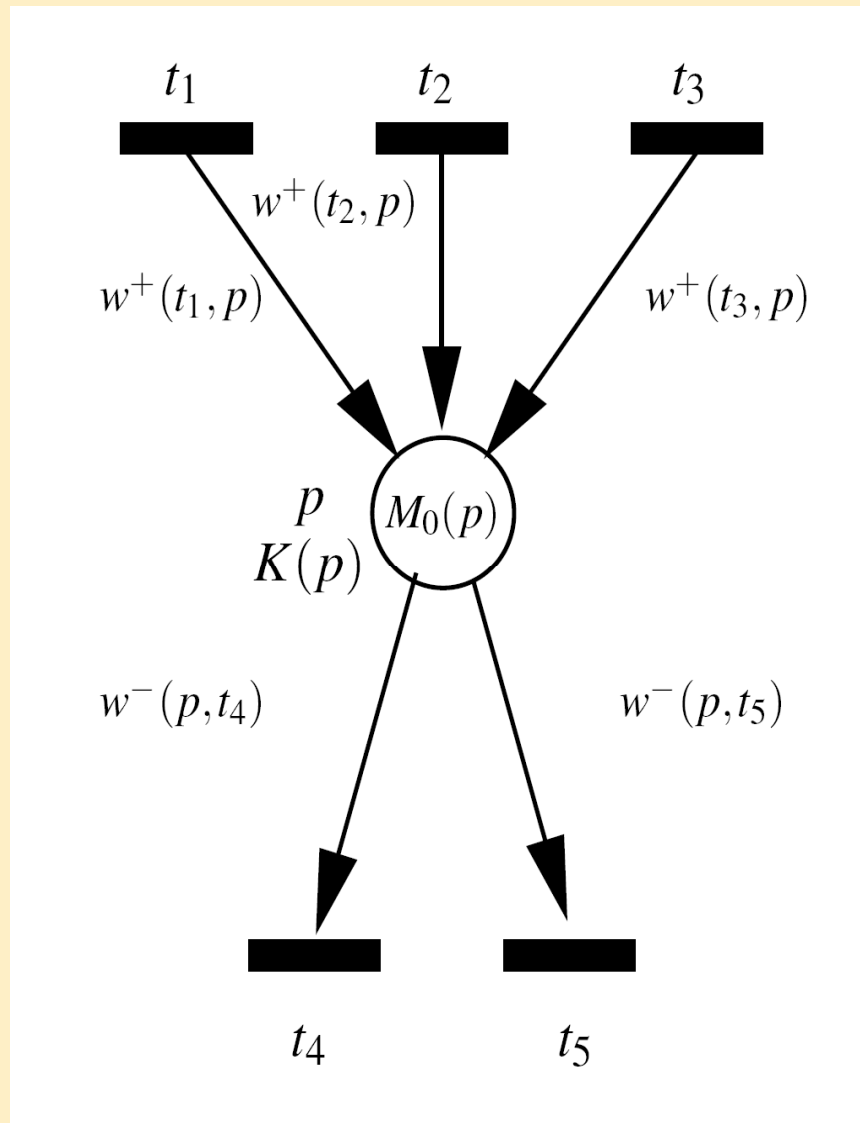 t₁ t₂ t₃
w⁺(t₂,p)
w⁺(t₁,p) w⁺(t₃,p)
p M₀(p)
K(p)
w⁻(p,t₄) w⁻(p,t₅)
t₄ t₅